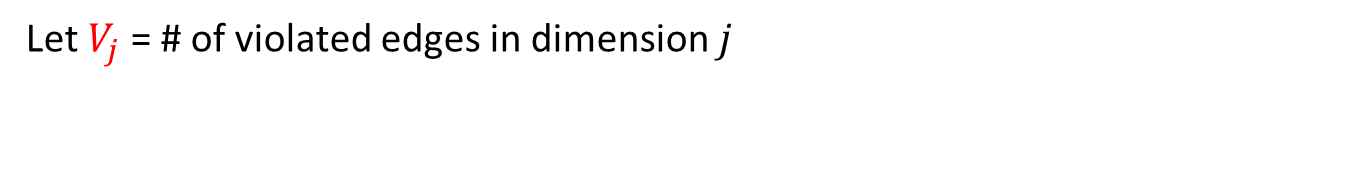 Let V_j = # of violated edges in dimension j